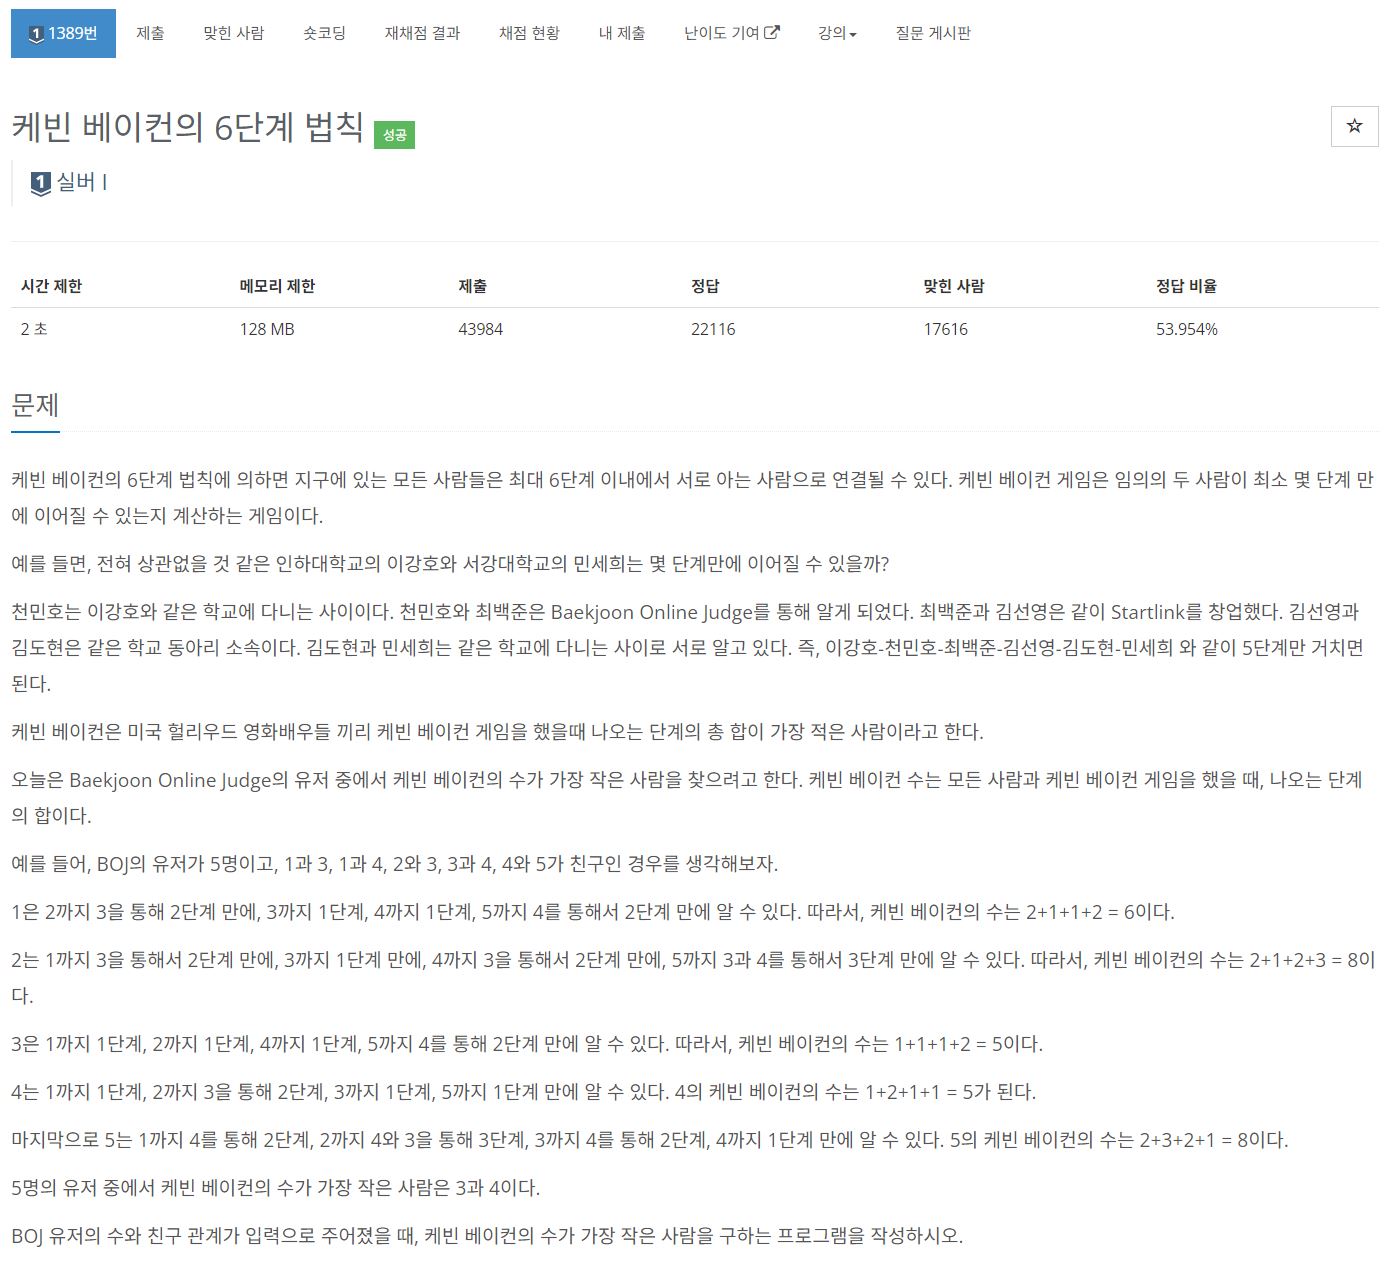 1 1389번 제출 맞힌 사람 숏코딩 재채점 결과 채점 현황 내 제출 난이도 기여 강의 질문 게시판
케빈 베이컨의 6단계 법칙 성공
1 실버 I
시간 제한 메모리 제한 제출 정답 맞힌 사람 정답 비율
2 초 128 MB 43984 22116 17616 53.954%
문제
케빈 베이컨의 6단계 법칙에 의하면 지구에 있는 모든 사람들은 최대 6단계 이내에서 서로 아는 사람으로 연결될 수 있다. 케빈 베이컨 게임은 임의의 두 사람이 최소 몇 단계 만
에 이어질 수 있는지 계산하는 게임이다.
예를 들면, 전혀 상관없을 것 같은 인하대학교의 이강호와 서강대학교의 민세희는 몇 단계만에 이어질 수 있을까?
천민호는 이강호와 같은 학교에 다니는 사이이다. 천민호와 최백준은 Baekjoon Online Judge를 통해 알게 되었다. 최백준과 김선영은 같이 Startlink를 창업했다. 김선영과
김도현은 같은 학교 동아리 소속이다. 김도현과 민세희는 같은 학교에 다니는 사이로 서로 알고 있다. 즉, 이강호-천민호-최백준-김선영-김도현-민세희 와 같이 5단계만 거치면
된다.
케빈 베이컨은 미국 헐리우드 영화배우들 끼리 케빈 베이컨 게임을 했을때 나오는 단계의 총 합이 가장 적은 사람이라고 한다.
오늘은 Baekjoon Online Judge의 유저 중에서 케빈 베이컨의 수가 가장 작은 사람을 찾으려고 한다. 케빈 베이컨 수는 모든 사람과 케빈 베이컨 게임을 했을 때, 나오는 단계
의 합이다.
예를 들어, BOJ의 유저가 5명이고, 1과 3, 1과 4, 2와 3, 3과 4, 4와 5가 친구인 경우를 생각해보자.
1은 2까지 3을 통해 2단계 만에, 3까지 1단계, 4까지 1단계, 5까지 4를 통해서 2단계 만에 알 수 있다. 따라서, 케빈 베이컨의 수는 2+1+1+2 = 6이다.
2는 1까지 3을 통해서 2단계 만에, 3까지 1단계 만에, 4까지 3을 통해서 2단계 만에, 5까지 3과 4를 통해서 3단계 만에 알 수 있다. 따라서, 케빈 베이컨의 수는 2+1+2+3 = 8이
다.
3은 1까지 1단계, 2까지 1단계, 4까지 1단계, 5까지 4를 통해 2단계 만에 알 수 있다. 따라서, 케빈 베이컨의 수는 1+1+1+2 = 5이다.
4는 1까지 1단계, 2까지 3을 통해 2단계, 3까지 1단계, 5까지 1단계 만에 알 수 있다. 4의 케빈 베이컨의 수는 1+2+1+1 = 5가 된다.
마지막으로 5는 1까지 4를 통해 2단계, 2까지 4와 3을 통해 3단계, 3까지 4를 통해 2단계, 4까지 1단계 만에 알 수 있다. 5의 케빈 베이컨의 수는 2+3+2+1 = 8이다.
5명의 유저 중에서 케빈 베이컨의 수가 가장 작은 사람은 3과 4이다.
BOJ 유저의 수와 친구 관계가 입력으로 주어졌을 때, 케빈 베이컨의 수가 가장 작은 사람을 구하는 프로그램을 작성하시오.